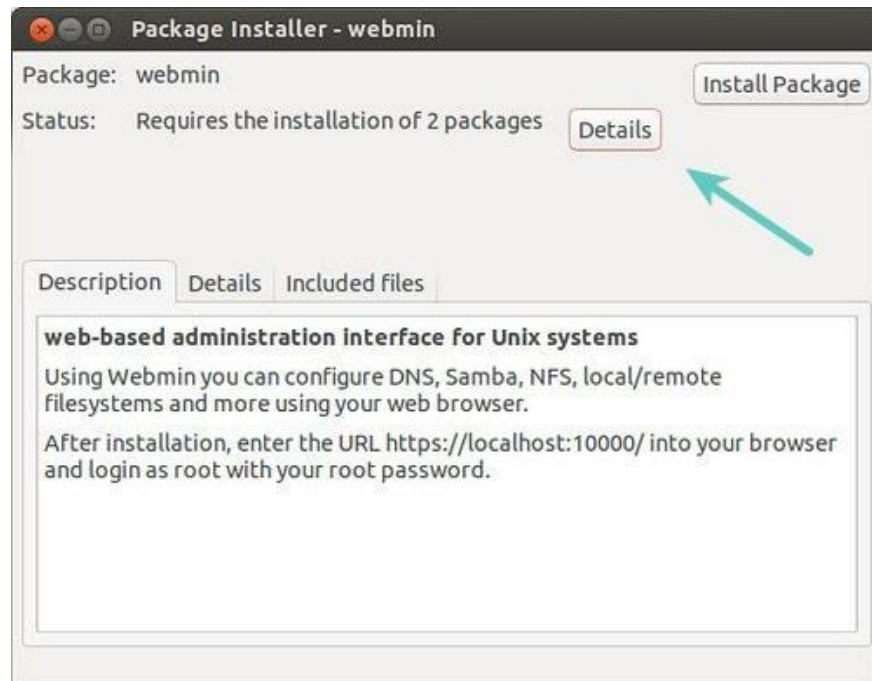 Package Installer - webmin
Package: webmin
Install Package
Status: Requires the installation of 2 packages
Details
Description Details Included files
web-based administration interface for Unix systems
Using Webmin you can configure DNS, Samba, NFS, local/remote
filesystems and more using your web browser.
After installation, enter the URL https://localhost:10000/ into your browser
and login as root with your root password.